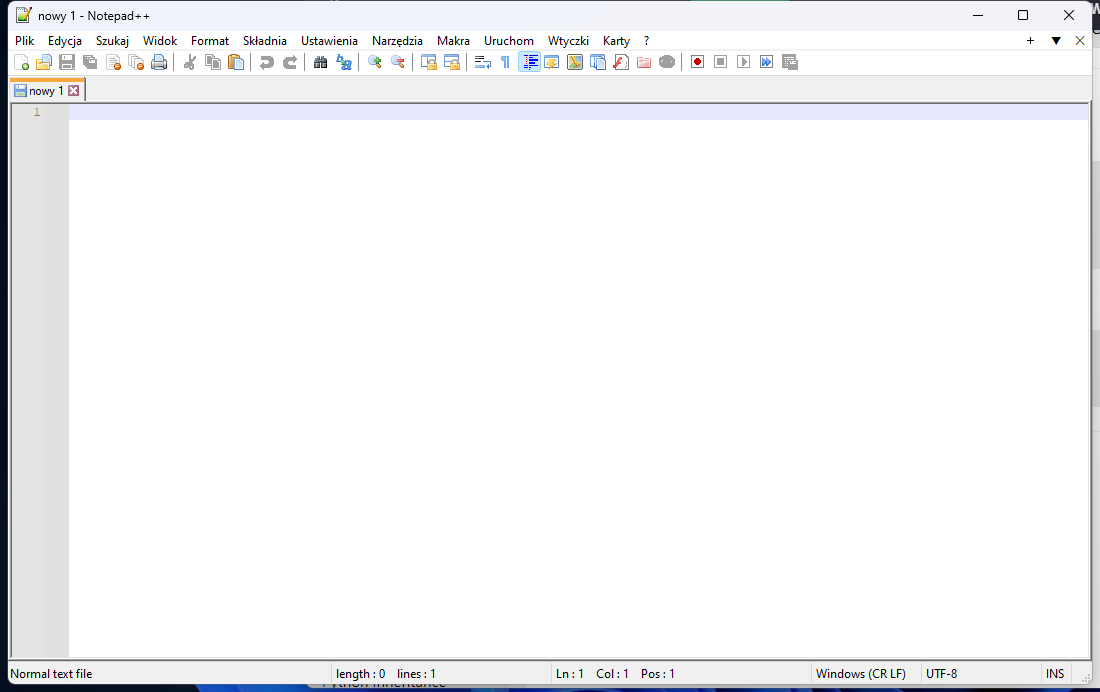 nowy 1 - Notepad++
Plik Edycja Szukaj Widok Format Składnia Ustawienia Narzędzia Makra Uruchom Wtyczki Karty ?
nowy 1
1
Normal text file length : 0 lines : 1 Ln : 1 Col : 1 Pos : 1 Windows (CR LF) UTF-8 INS